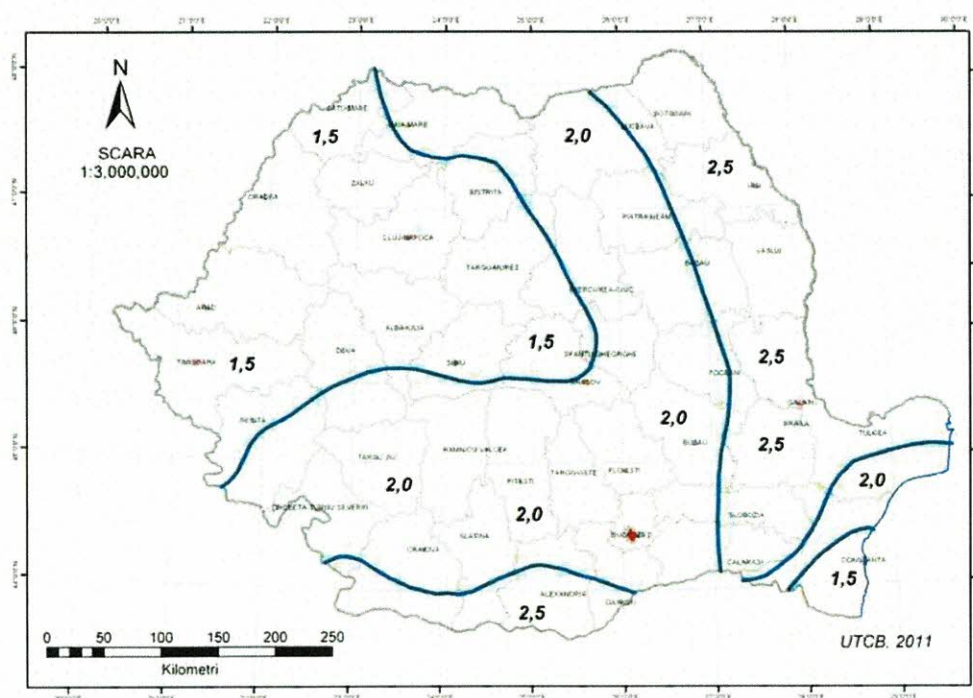 N
SCARA
1:3,000,000
SATU-MARE
BAIA MARE
1,5
2,0
SUCEAVA
BOTOSANI
2,5
IASI
ORADEA
ZALAU
BISTRITA
PIATRA-NEAMT
CLUJ-NAPOCA
BACAU
VASLUI
TARGU-MURES
MIERCUREA-CIUC
ARAD
ALBA-IULIA
DEVA
SIBIU
1,5
SFANTU-GHEORGHE
2,5
TIMISOARA
1,5
BRASOV
FOCSANI
RESITA
2,0
BUZAU
GALATI
BRAILA
2,5
TULCEA
TARGU JIU
RAMNICU VALCEA
PITESTI
TARGOVISTE
PLOIESTI
2,0
2,0
2,0
DROBETA-TURNU SEVERIN
SLOBOZIA
CRAIOVA
SLATINA
BUCURESTI
CALARASI
CONSTANTA
1,5
ALEXANDRIA
GIURGIU
2,5
0 50 100 150 200 250
Kilometri
UTCB. 2011